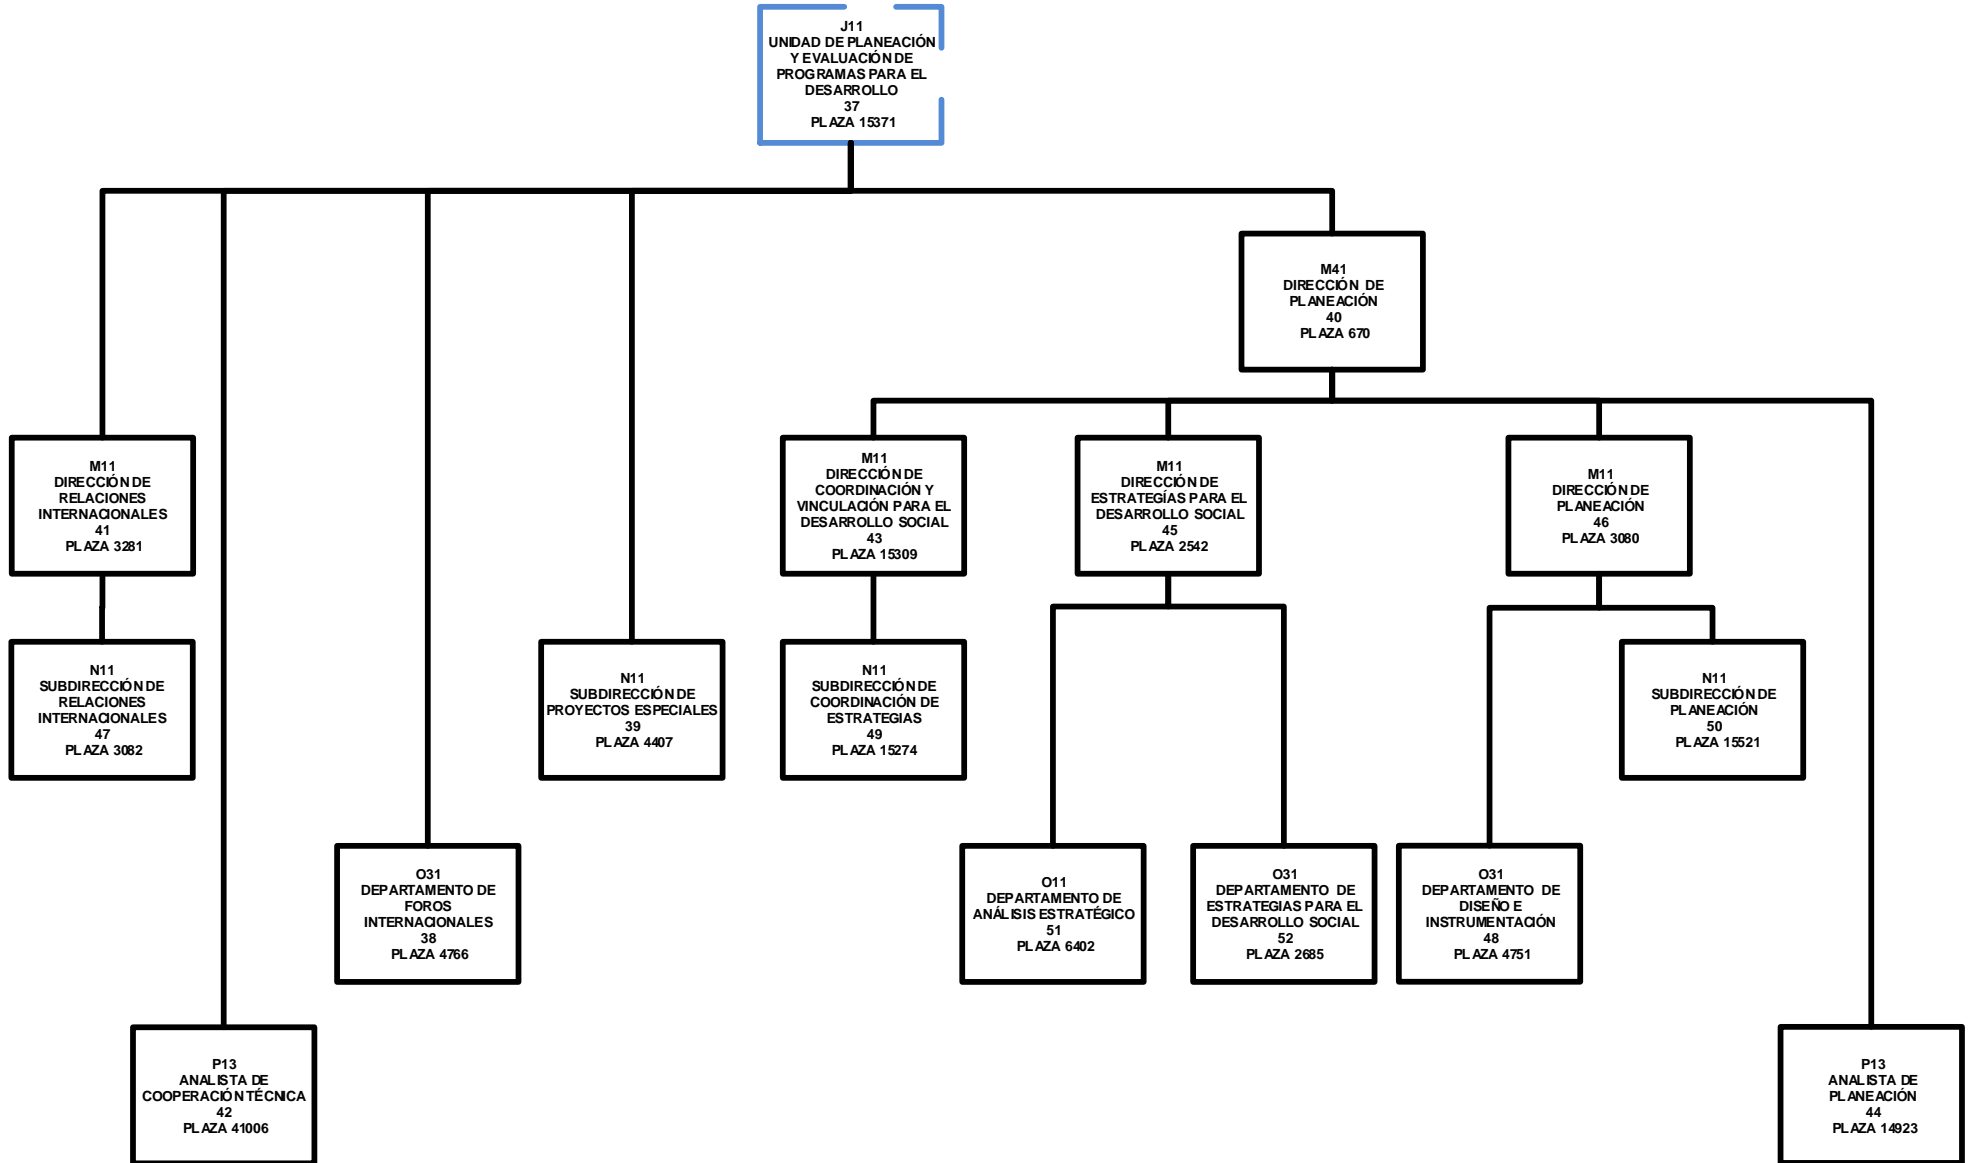 J11
UNIDAD DE PLANEACIÓN
Y EVALUACIÓN DE
PROGRAMAS PARA EL
DESARROLLO
37
PLAZA 15371
M41
DIRECCIÓN DE
PLANEACIÓN
40
PLAZA 670
M11
DIRECCIÓN DE
RELACIONES
INTERNACIONALES
41
PLAZA 3281
M11
DIRECCIÓN DE
COORDINACIÓN Y
VINCULACIÓN PARA EL
DESARROLLO SOCIAL
43
PLAZA 15309
M11
DIRECCIÓN DE
ESTRATEGÍAS PARA EL
DESARROLLO SOCIAL
45
PLAZA 2542
M11
DIRECCIÓN DE
PLANEACIÓN
46
PLAZA 3080
N11
SUBDIRECCIÓN DE
RELACIONES
INTERNACIONALES
47
PLAZA 3082
N11
SUBDIRECCIÓN DE
PROYECTOS ESPECIALES
39
PLAZA 4407
N11
SUBDIRECCIÓN DE
COORDINACIÓN DE
ESTRATEGIAS
49
PLAZA 15274
N11
SUBDIRECCIÓN DE
PLANEACIÓN
50
PLAZA 15521
O31
DEPARTAMENTO DE
FOROS
INTERNACIONALES
38
PLAZA 4766
O11
DEPARTAMENTO DE
ANÁLISIS ESTRATÉGICO
51
PLAZA 6402
O31
DEPARTAMENTO DE
ESTRATEGIAS PARA EL
DESARROLLO SOCIAL
52
PLAZA 2685
O31
DEPARTAMENTO DE
DISEÑO E
INSTRUMENTACIÓN
48
PLAZA 4751
P13
ANALISTA DE
COOPERACIÓN TÉCNICA
42
PLAZA 41006
P13
ANALISTA DE
PLANEACIÓN
44
PLAZA 14923